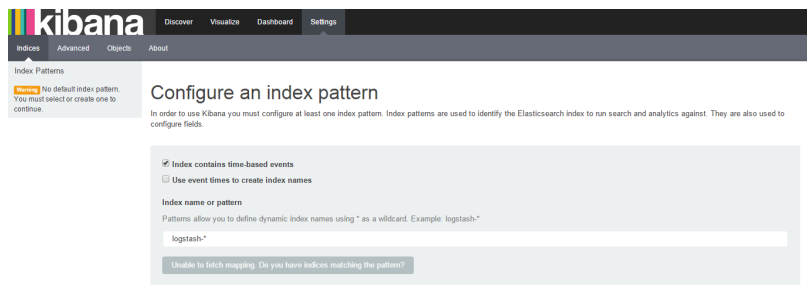 kibana
Discover Visualize Dashboard Settings
Indices Advanced Objects About
Index Patterns
Warning No default index pattern.
You must select or create one to
continue.
Configure an index pattern
In order to use Kibana you must configure at least one index pattern. Index patterns are used to identify the Elasticsearch index to run search and analytics against. They are also used to
configure fields.
Index contains time-based events
Use event times to create index names
Index name or pattern
Patterns allow you to define dynamic index names using * as a wildcard. Example: logstash-*
logstash-*
Unable to fetch mapping. Do you have indices matching the pattern?